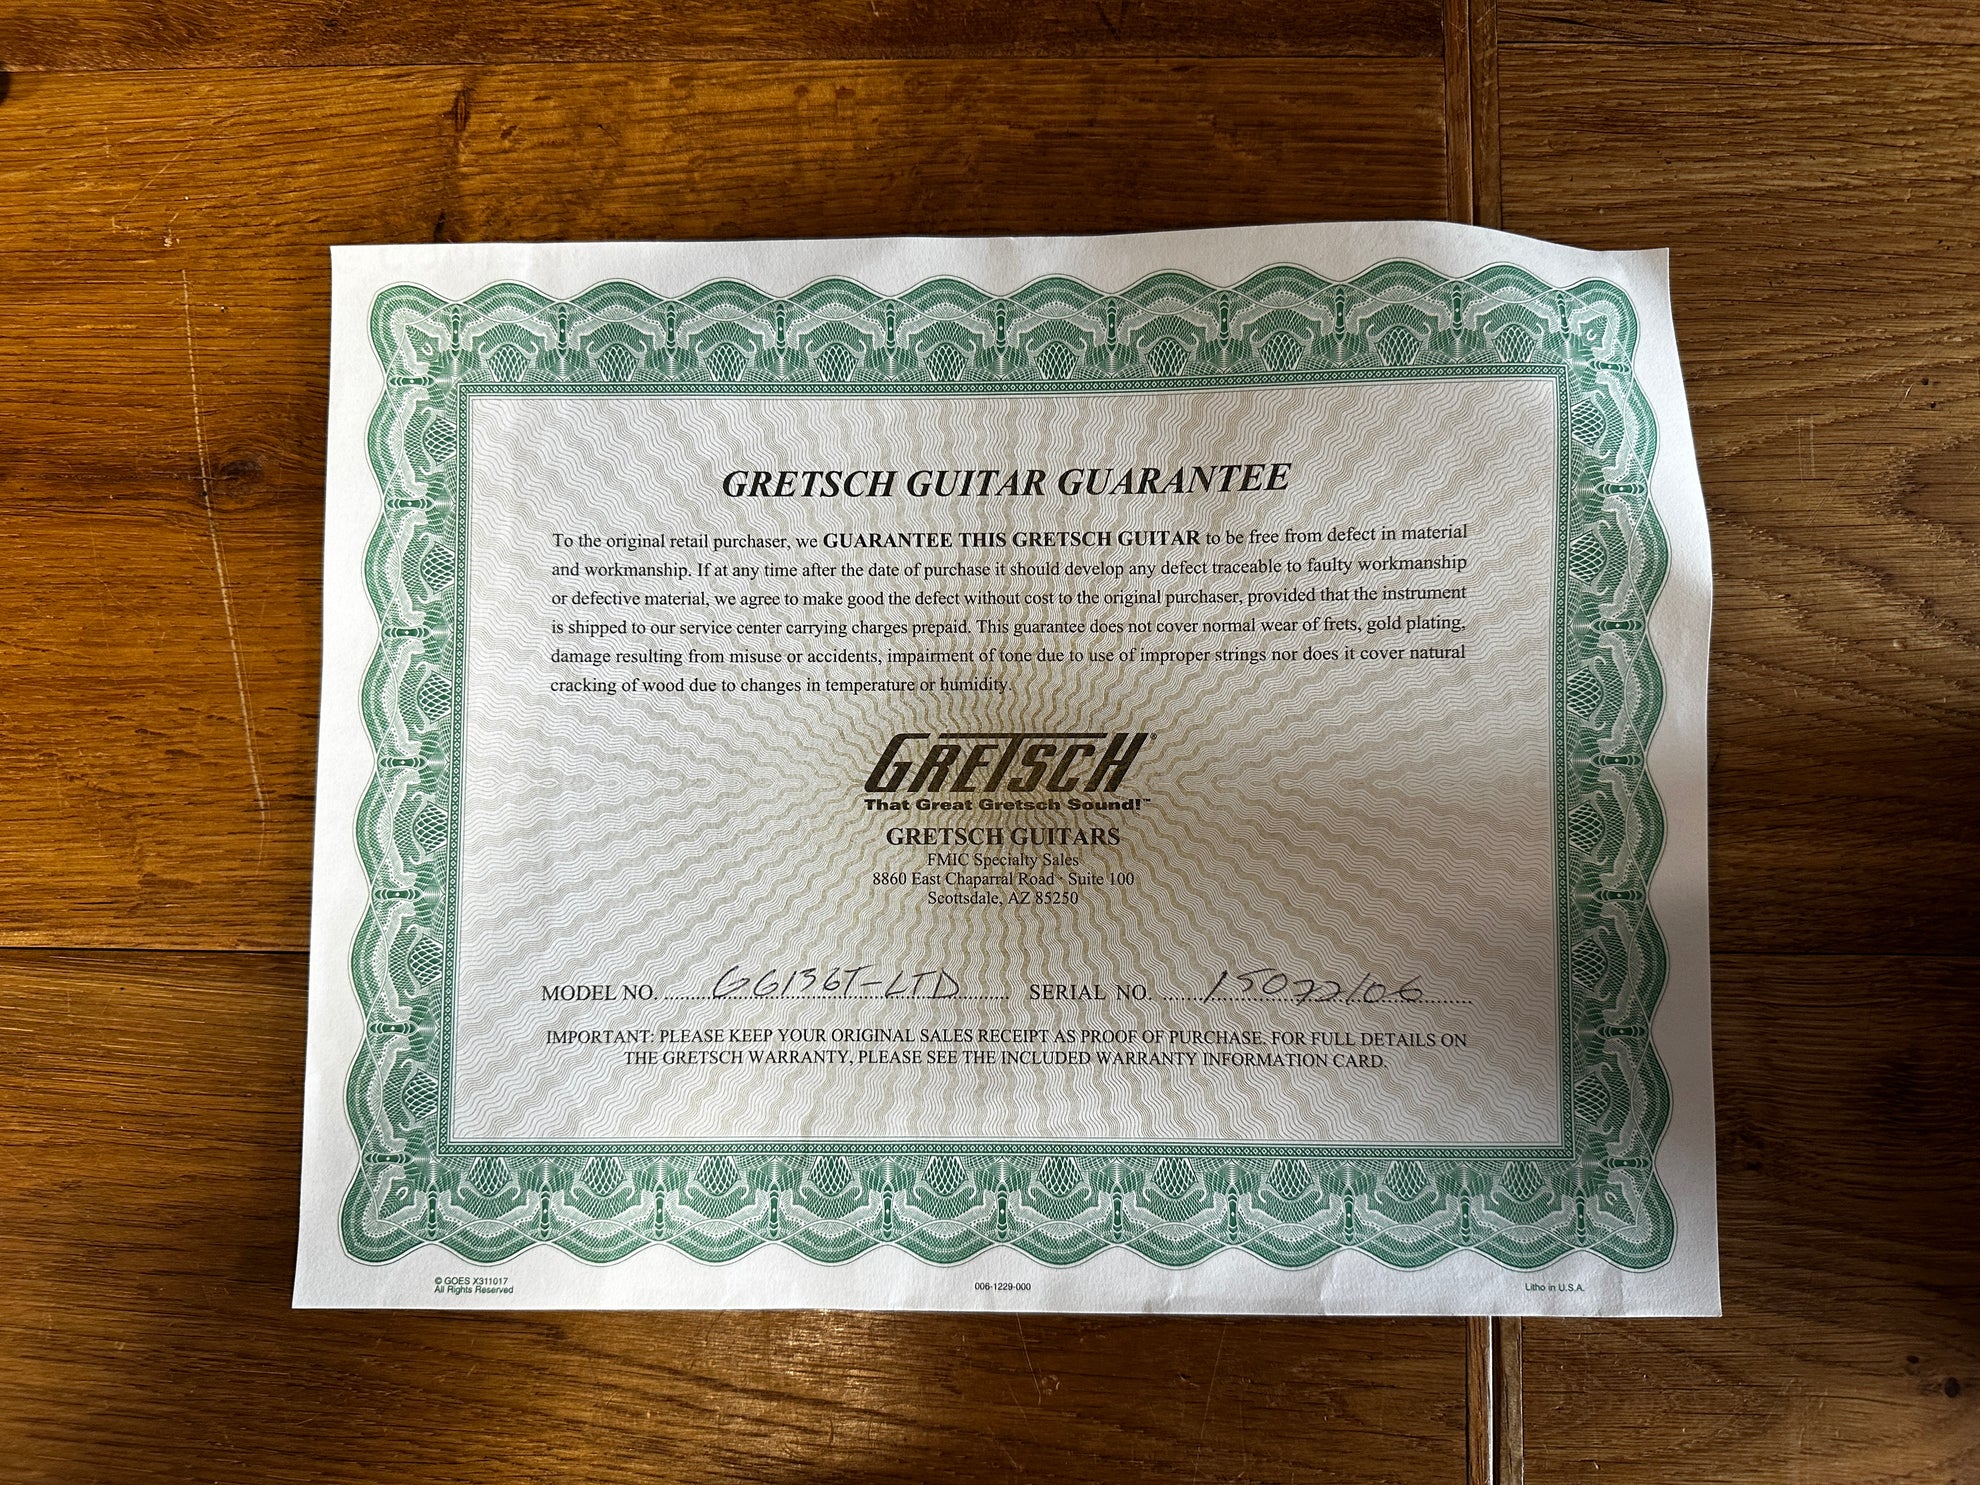 GRETSCH GUITAR GUARANTEE
To the original retail purchaser, we GUARANTEE THIS GRETSCH GUITAR to be free from defect in material
and workmanship. If at any time after the date of purchase it should develop any defect traceable to faulty workmanship
or defective material, we agree to make good the defect without cost to the original purchaser, provided that the instrument
is shipped to our service center carrying charges prepaid. This guarantee does not cover normal wear of frets, gold plating,
damage resulting from misuse or accidents, impairment of tone due to use of improper strings nor does it cover natural
cracking of wood due to changes in temperature or humidity.
GRETSCH®
That Great Gretsch Sound!™
GRETSCH GUITARS
FMIC Specialty Sales
8860 East Chaparral Road · Suite 100
Scottsdale, AZ 85250
MODEL NO. G6136T-LTD SERIAL NO.
IMPORTANT: PLEASE KEEP YOUR ORIGINAL SALES RECEIPT AS PROOF OF PURCHASE. FOR FULL DETAILS ON
THE GRETSCH WARRANTY, PLEASE SEE THE INCLUDED WARRANTY INFORMATION CARD.
© GOES X311017
All Rights Reserved
006-1229-000
Litho in U.S.A.